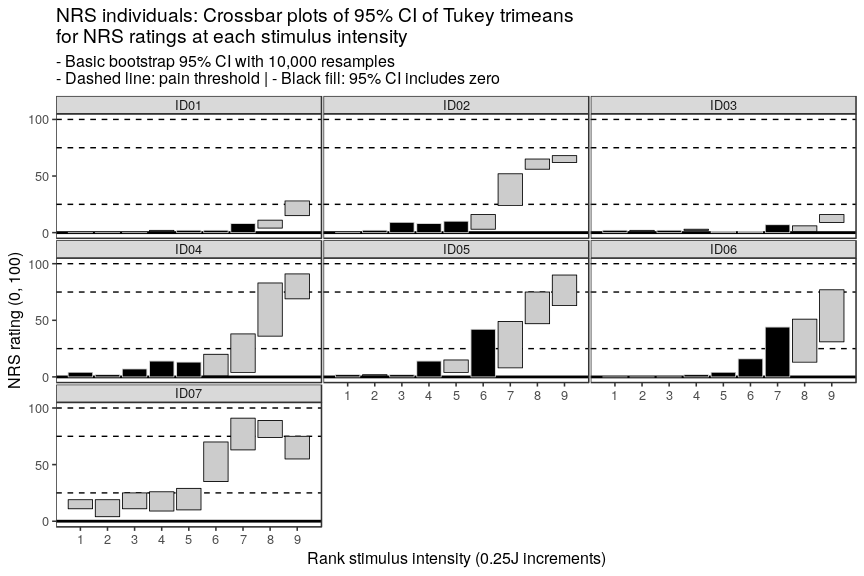 NRS individuals: Crossbar plots of 95% CI of Tukey trimeans
for NRS ratings at each stimulus intensity
- Basic bootstrap 95% CI with 10,000 resamples
- Dashed line: pain threshold | - Black fill: 95% CI includes zero
ID01 ID02 ID03
100
50
0
ID04 ID05 ID06
100
50
0
1 2 3 4 5 6 7 8 9 1 2 3 4 5 6 7 8 9
ID07
100
50
0
1 2 3 4 5 6 7 8 9
NRS rating (0, 100)
Rank stimulus intensity (0.25J increments)